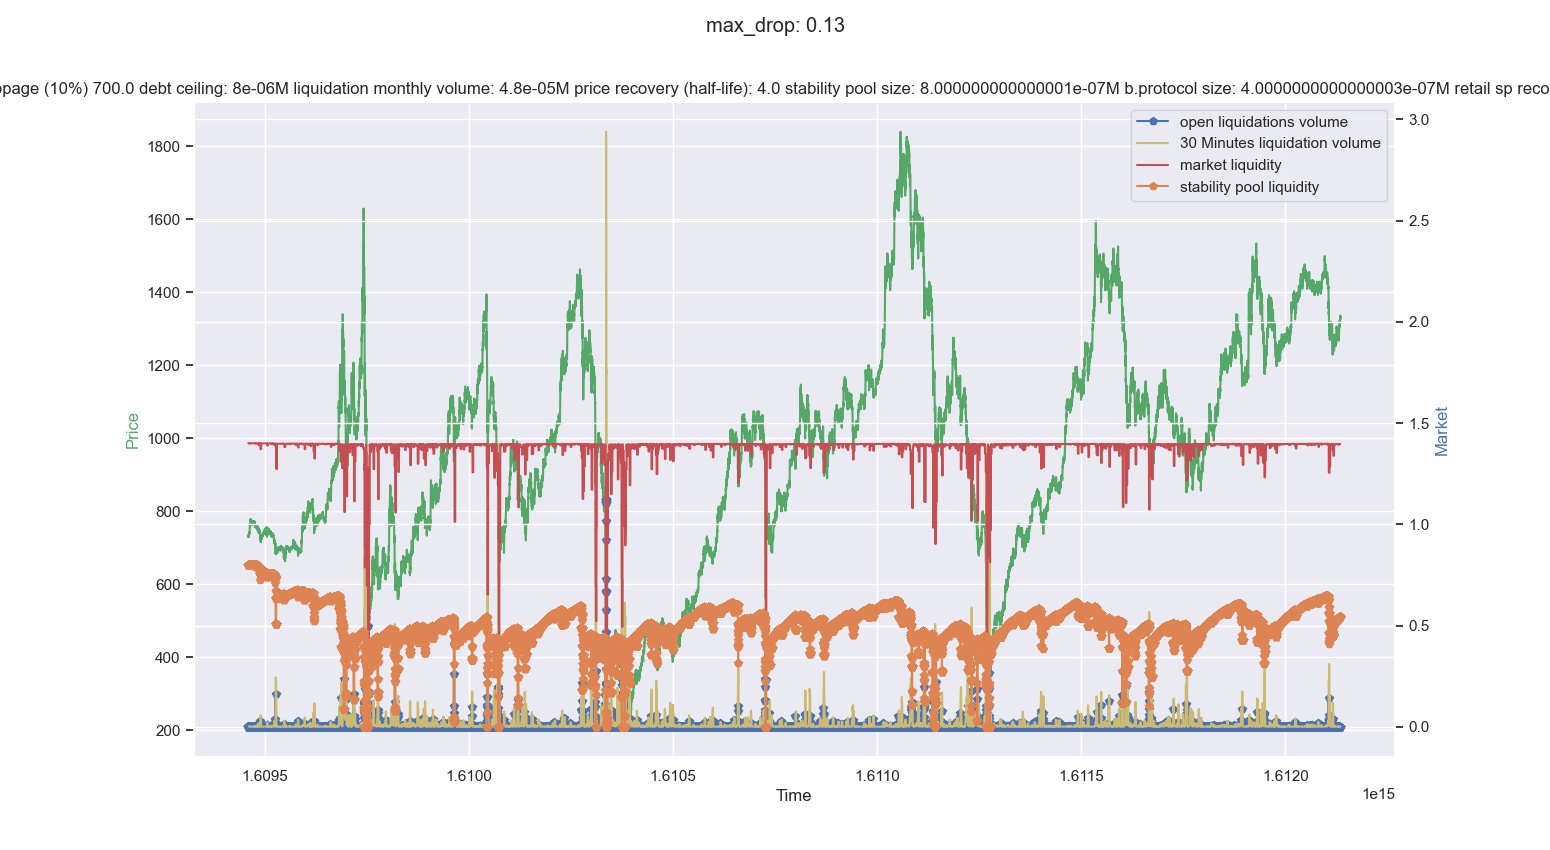 max_drop: 0.13
page (10%) 700.0 debt ceiling: 8e-06M liquidation monthly volume: 4.8e-05M price recovery (half-life): 4.0 stability pool size: 8.000000000000001e-07M b.protocol size: 4.0000000000000003e-07M retail sp reco
open liquidations volume
30 Minutes liquidation volume
market liquidity
stability pool liquidity
1800
1600
1400
1200
1000
800
600
400
200
Price
3.0
2.5
2.0
1.5
1.0
0.5
0.0
Market
1.6095 1.6100 1.6105 1.6110 1.6115 1.6120
1e15
Time